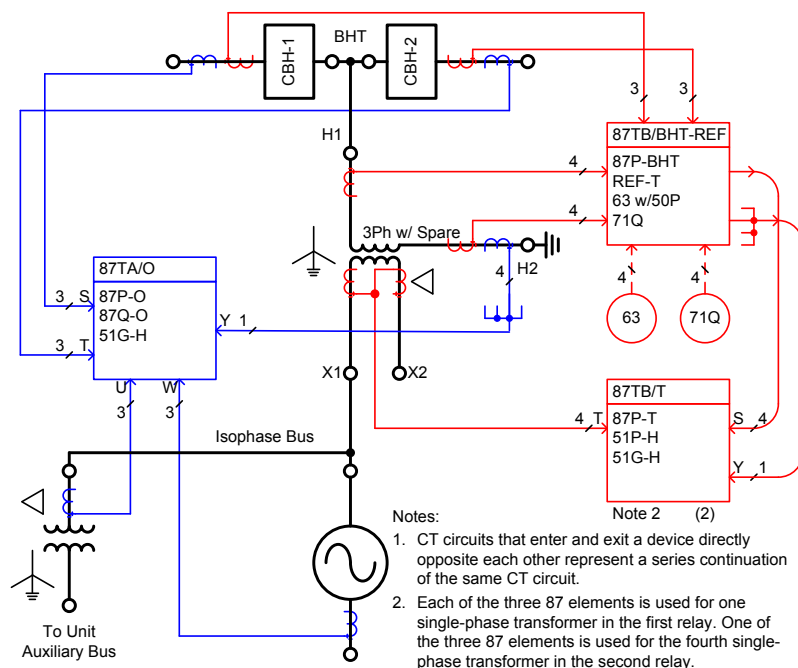 BHT
CBH-1
CBH-2
3
3
H1
87TB/BHT-REF
87P-BHT
REF-T
63 w/50P
71Q
4
4
3Ph w/ Spare
H2
4
4
4
63
71Q
87TA/O
87P-O
87Q-O
51G-H
3
S
3
T
Y
1
U
W
3
3
X1
X2
87TB/T
87P-T
51P-H
51G-H
4
T
S
4
Y
1
Note 2
(2)
Isophase Bus
To Unit
Auxiliary Bus
Notes:
1. CT circuits that enter and exit a device directly
opposite each other represent a series continuation
of the same CT circuit.
2. Each of the three 87 elements is used for one
single-phase transformer in the first relay. One of
the three 87 elements is used for the fourth single-
phase transformer in the second relay.